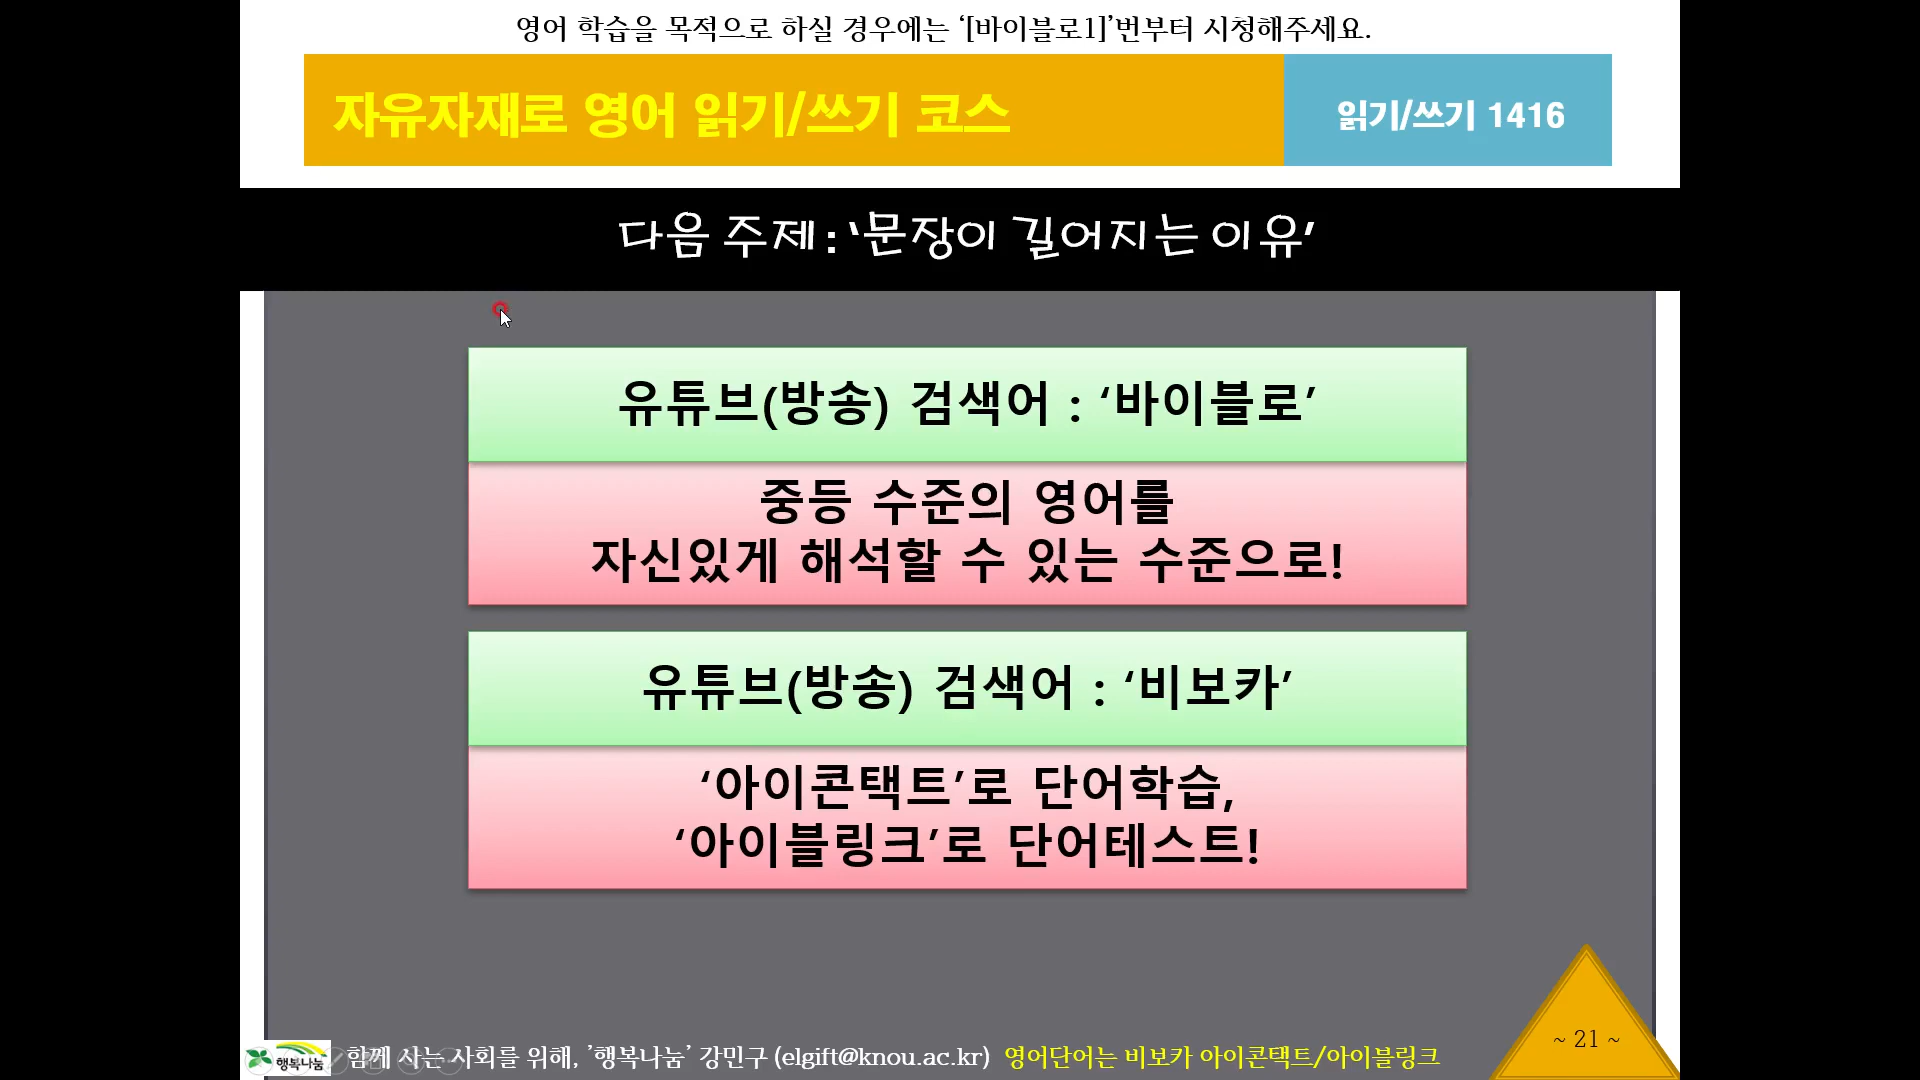 영어 학습을 목적으로 하실 경우에는 ‘[바이블로1]’번부터 시청해주세요.
자유자재로 영어 읽기/쓰기 코스
읽기/쓰기 1416
다음 주제 : ‘문장이 길어지는 이유’
유튜브(방송) 검색어 : ‘바이블로’
중등 수준의 영어를
자신있게 해석할 수 있는 수준으로!
유튜브(방송) 검색어 : ‘비보카’
‘아이콘택트’로 단어학습,
‘아이블링크’로 단어테스트!
~ 21 ~
행복나눔
함께 사는 사회를 위해, ’행복나눔’ 강민구 (elgift@knou.ac.kr) 영어단어는 비보카 아이콘택트/아이블링크